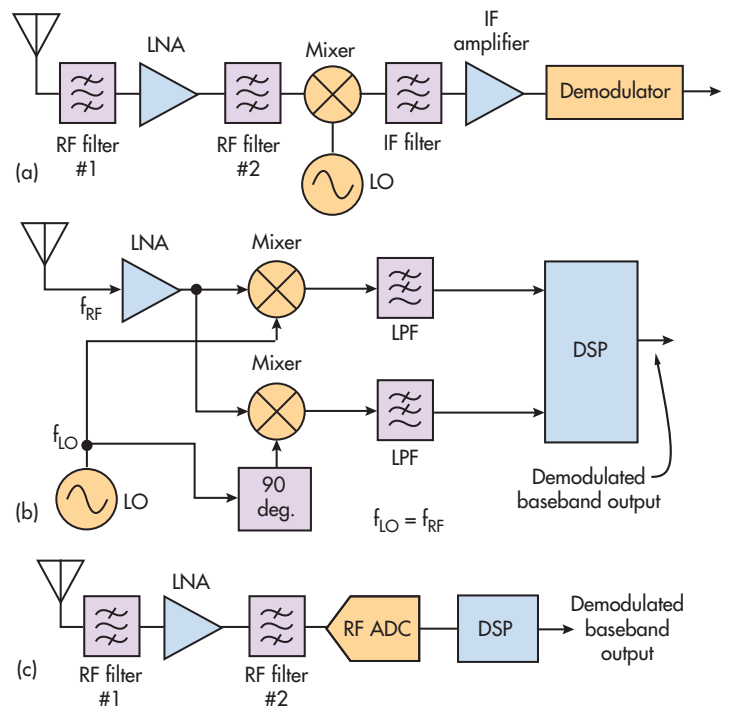 LNA
Mixer
IF
amplifier
Demodulator
RF filter
#1
RF filter
#2
IF filter
LO
(a)
LNA
Mixer
f_RF
LPF
DSP
Mixer
f_LO
LPF
LO
90
deg.
f_LO = f_RF
Demodulated
baseband output
(b)
LNA
RF ADC
DSP
Demodulated
baseband
output
RF filter
#1
RF filter
#2
(c)